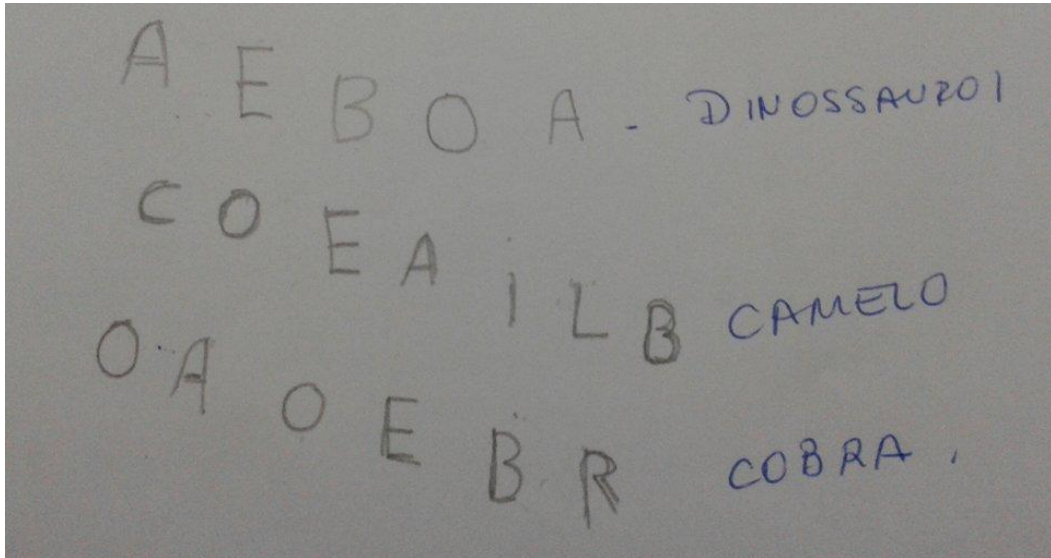 A E B O A - DINOSSAURO
C O E A I L B CAMELO
O A O E B R COBRA.